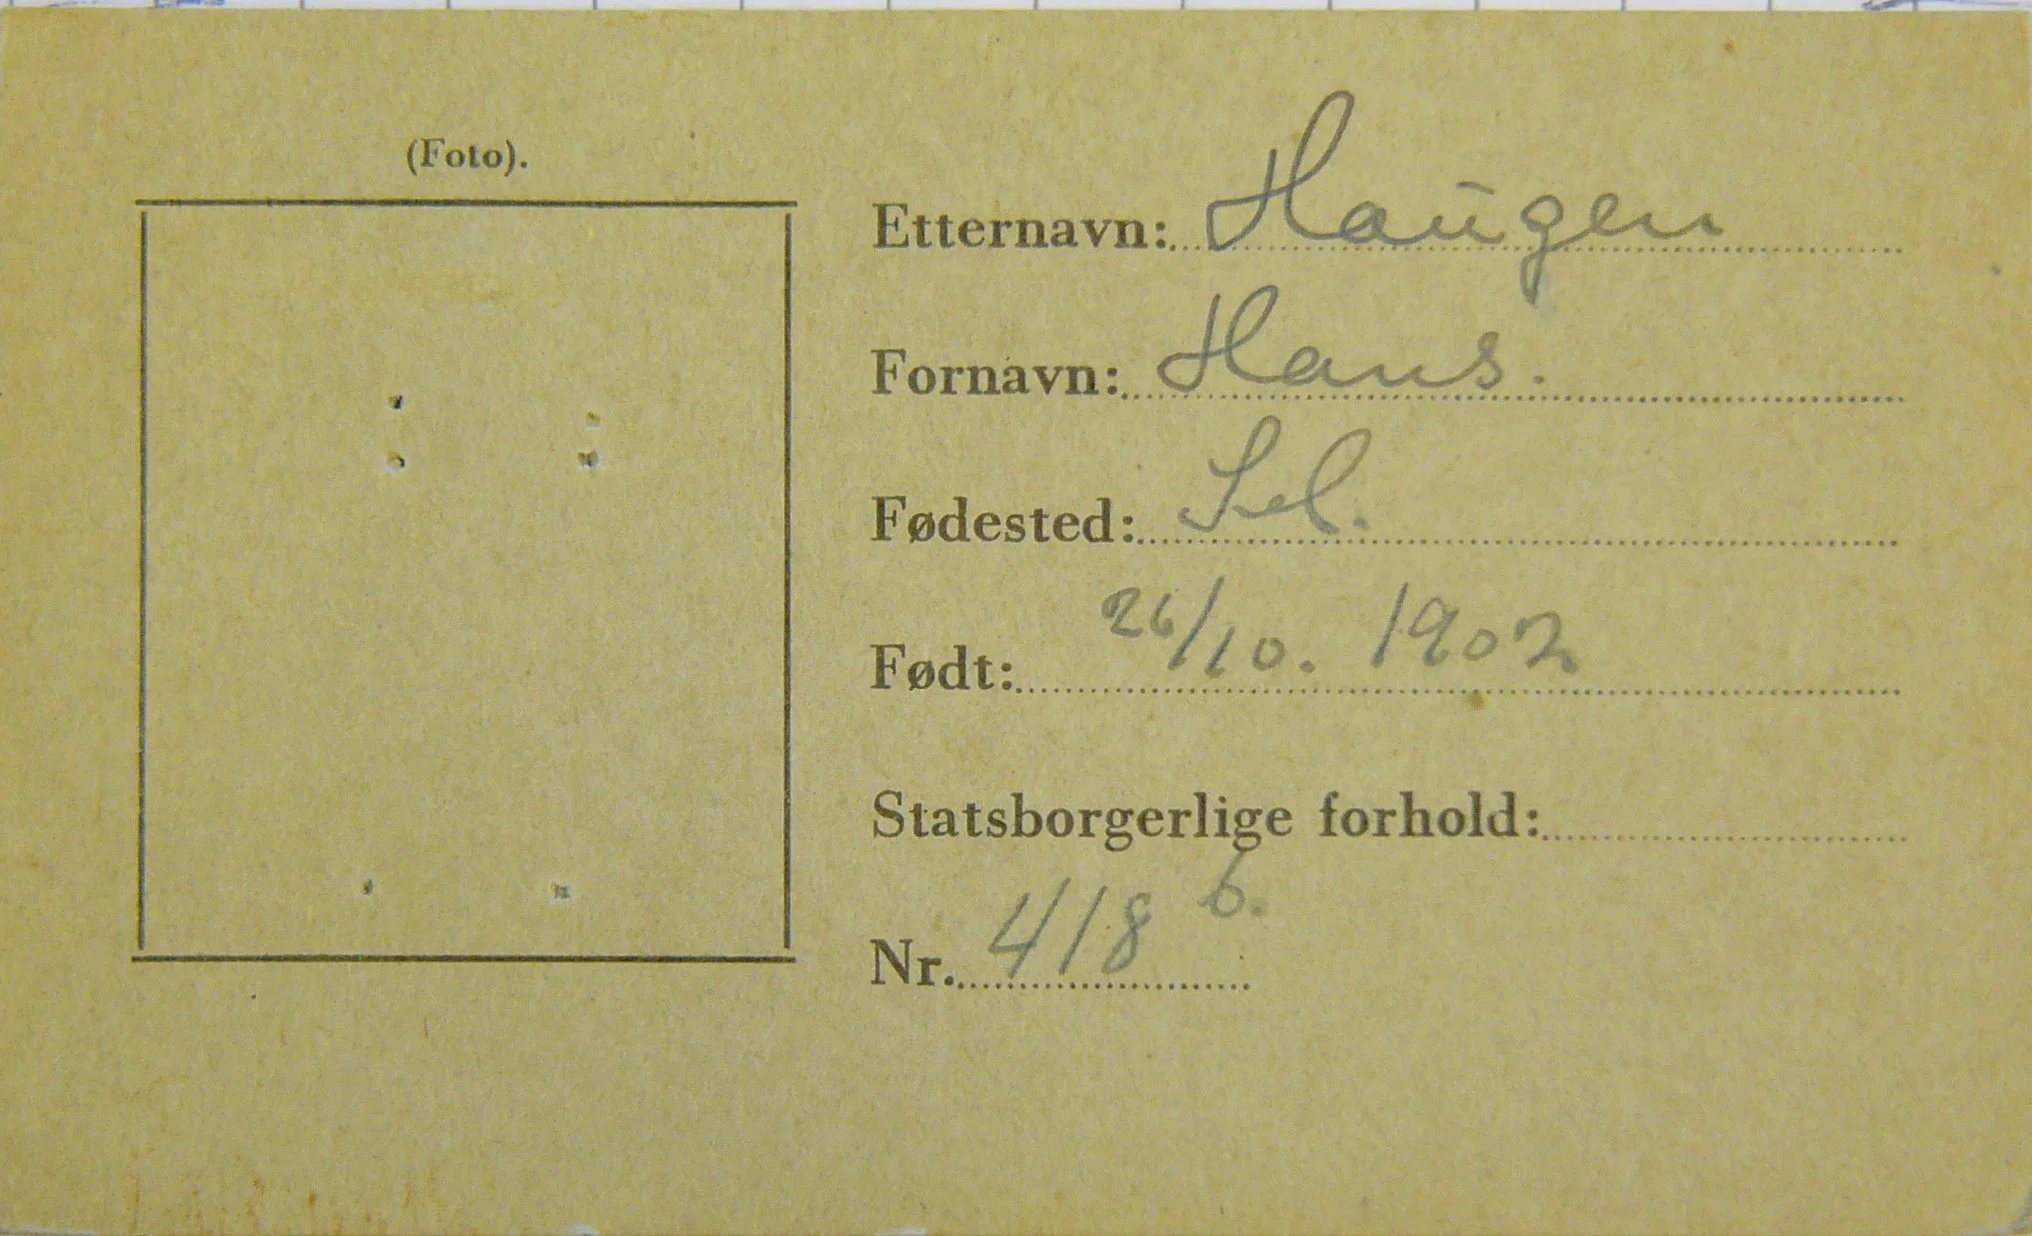 (Foto).
Etternavn: Haugen
Fornavn: Hans.
Fødested: Sel.
Født: 26/10. 1902
Statsborgerlige forhold:
Nr. 418 b.